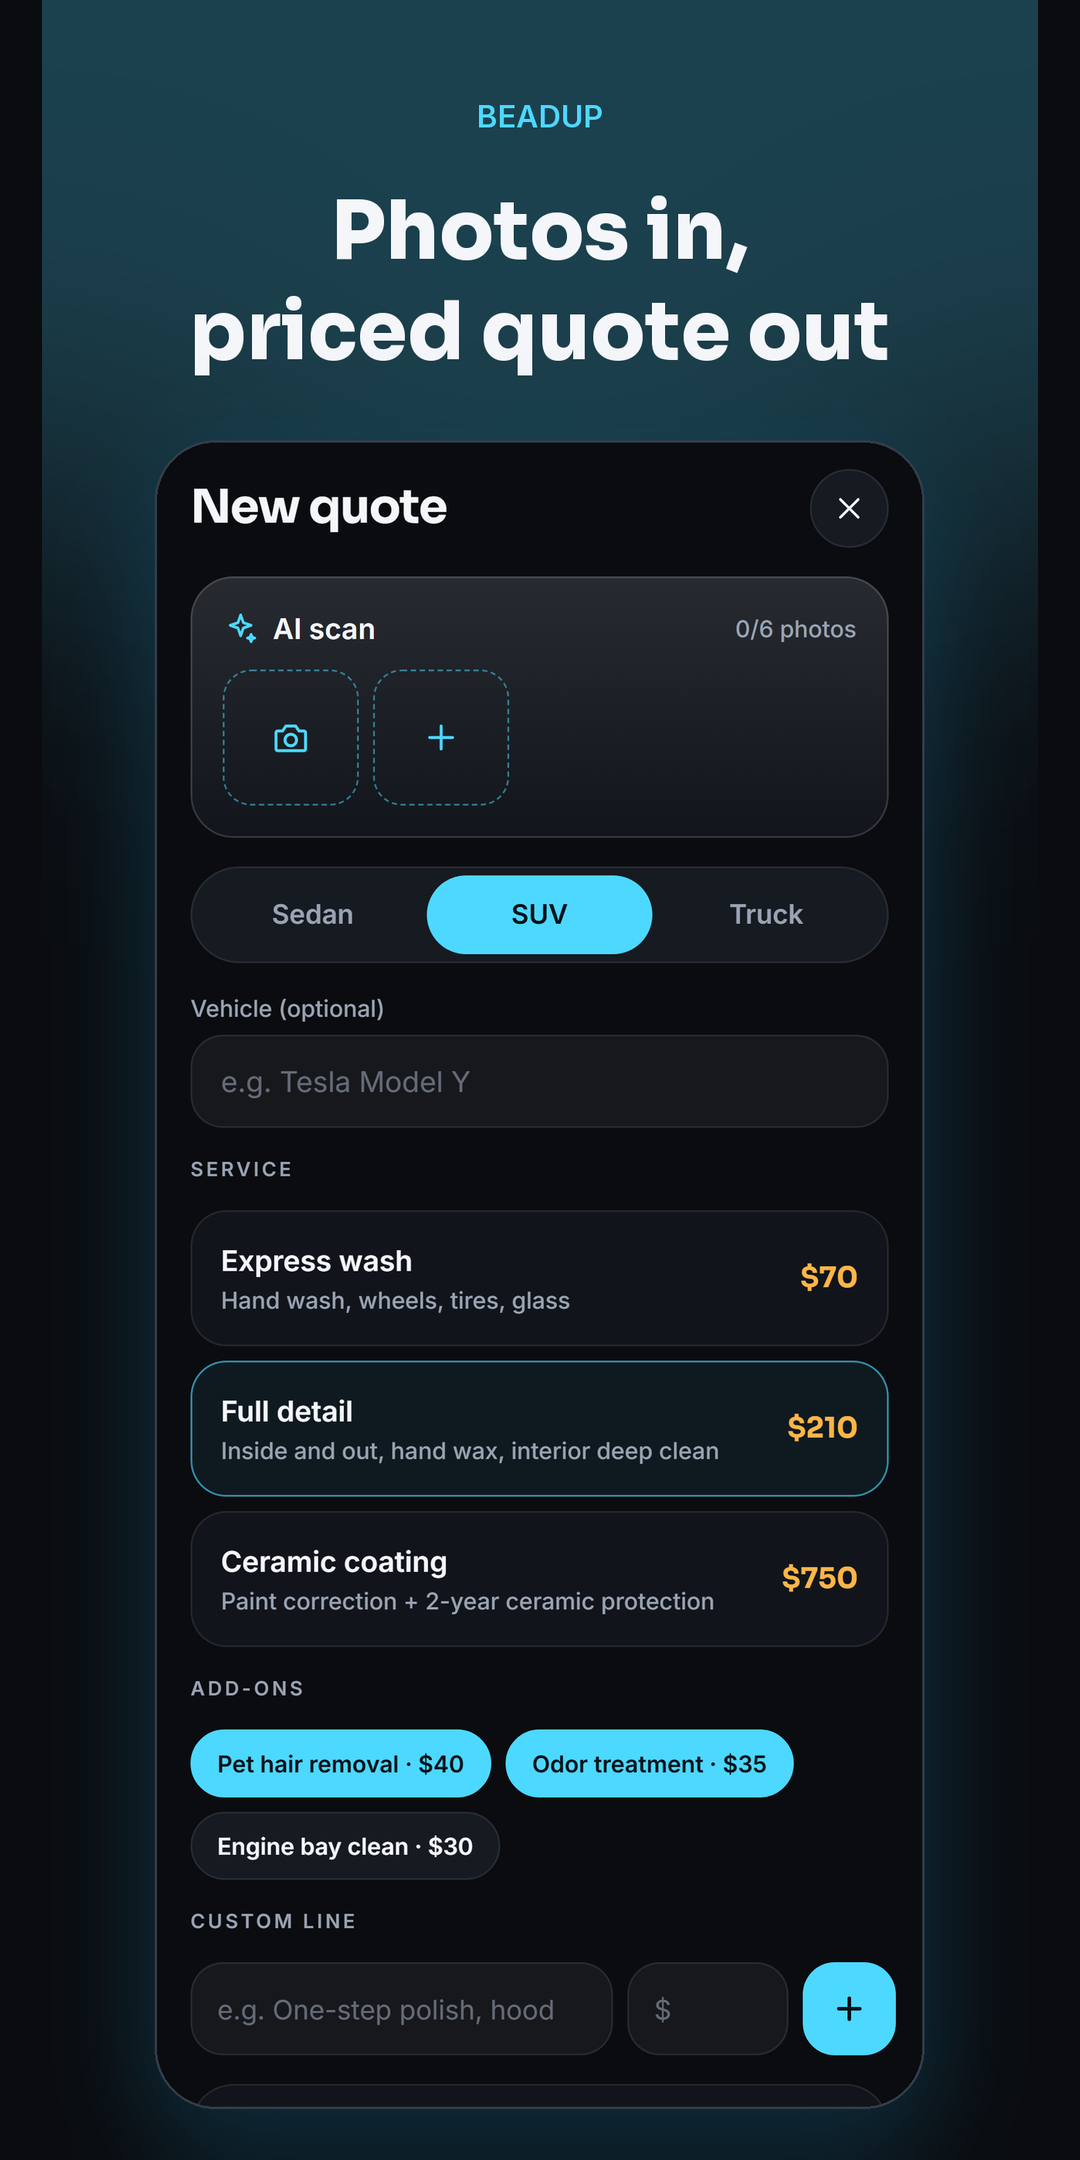 BEADUP
Photos in,
priced quote out
New quote
AI scan
0/6 photos
Sedan
SUV
Truck
Vehicle (optional)
e.g. Tesla Model Y
SERVICE
Express wash
Hand wash, wheels, tires, glass
$70
Full detail
Inside and out, hand wax, interior deep clean
$210
Ceramic coating
Paint correction + 2-year ceramic protection
$750
ADD-ONS
Pet hair removal · $40
Odor treatment · $35
Engine bay clean · $30
CUSTOM LINE
e.g. One-step polish, hood
$